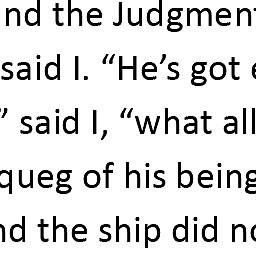 nd the Judgment
said I. “He’s got e
” said I, “what all
queg of his being
nd the ship did no